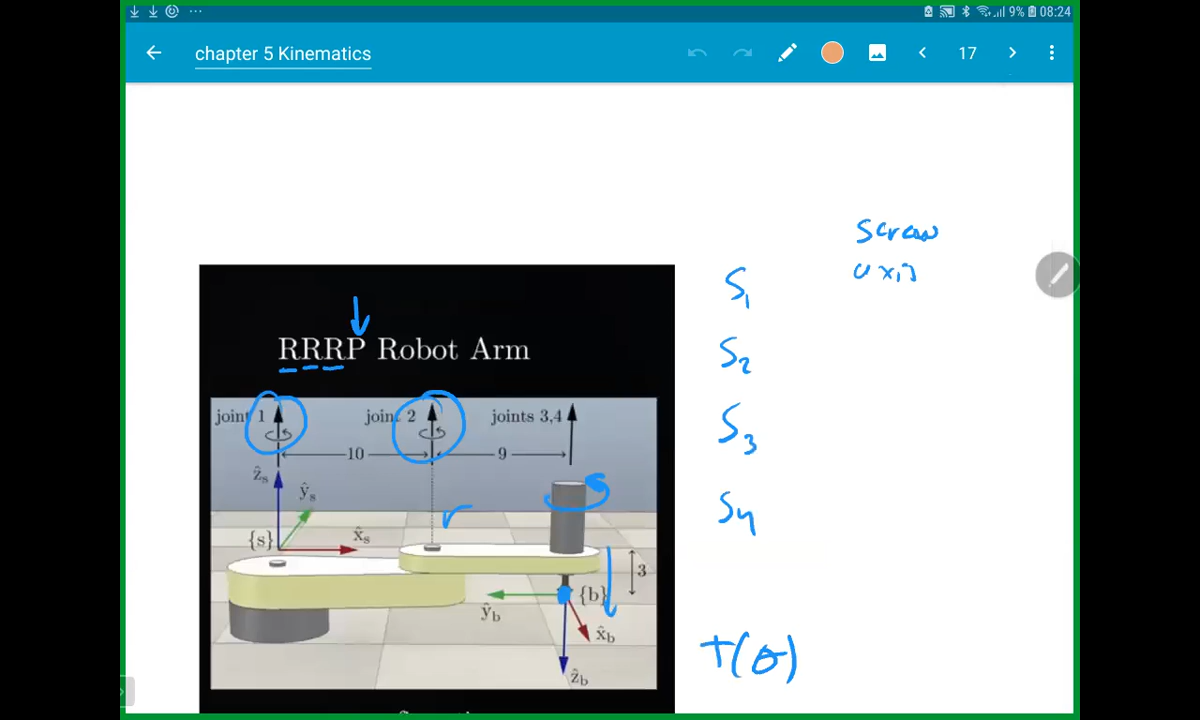 9% 08:24
chapter 5 Kinematics
17
screw
axis
S1
RRRP Robot Arm
S2
joint 1 joint 2 joints 3,4
S3
10 9
ẑs
ŷs
r
S4
{s} x̂s
3
{b}
ŷb
x̂b
T(θ)
ẑb